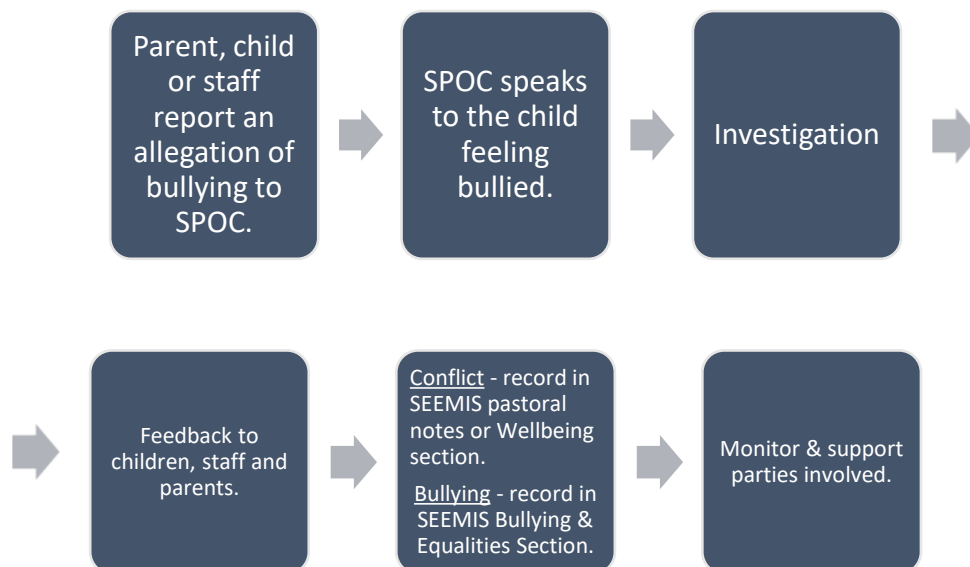 Parent, child
or staff
report an
allegation of
bullying to
SPOC.
SPOC speaks
to the child
feeling
bullied.
Investigation
Feedback to
children, staff and
parents.
Conflict - record in
SEEMIS pastoral
notes or Wellbeing
section.
Bullying - record in
SEEMIS Bullying &
Equalities Section.
Monitor & support
parties involved.